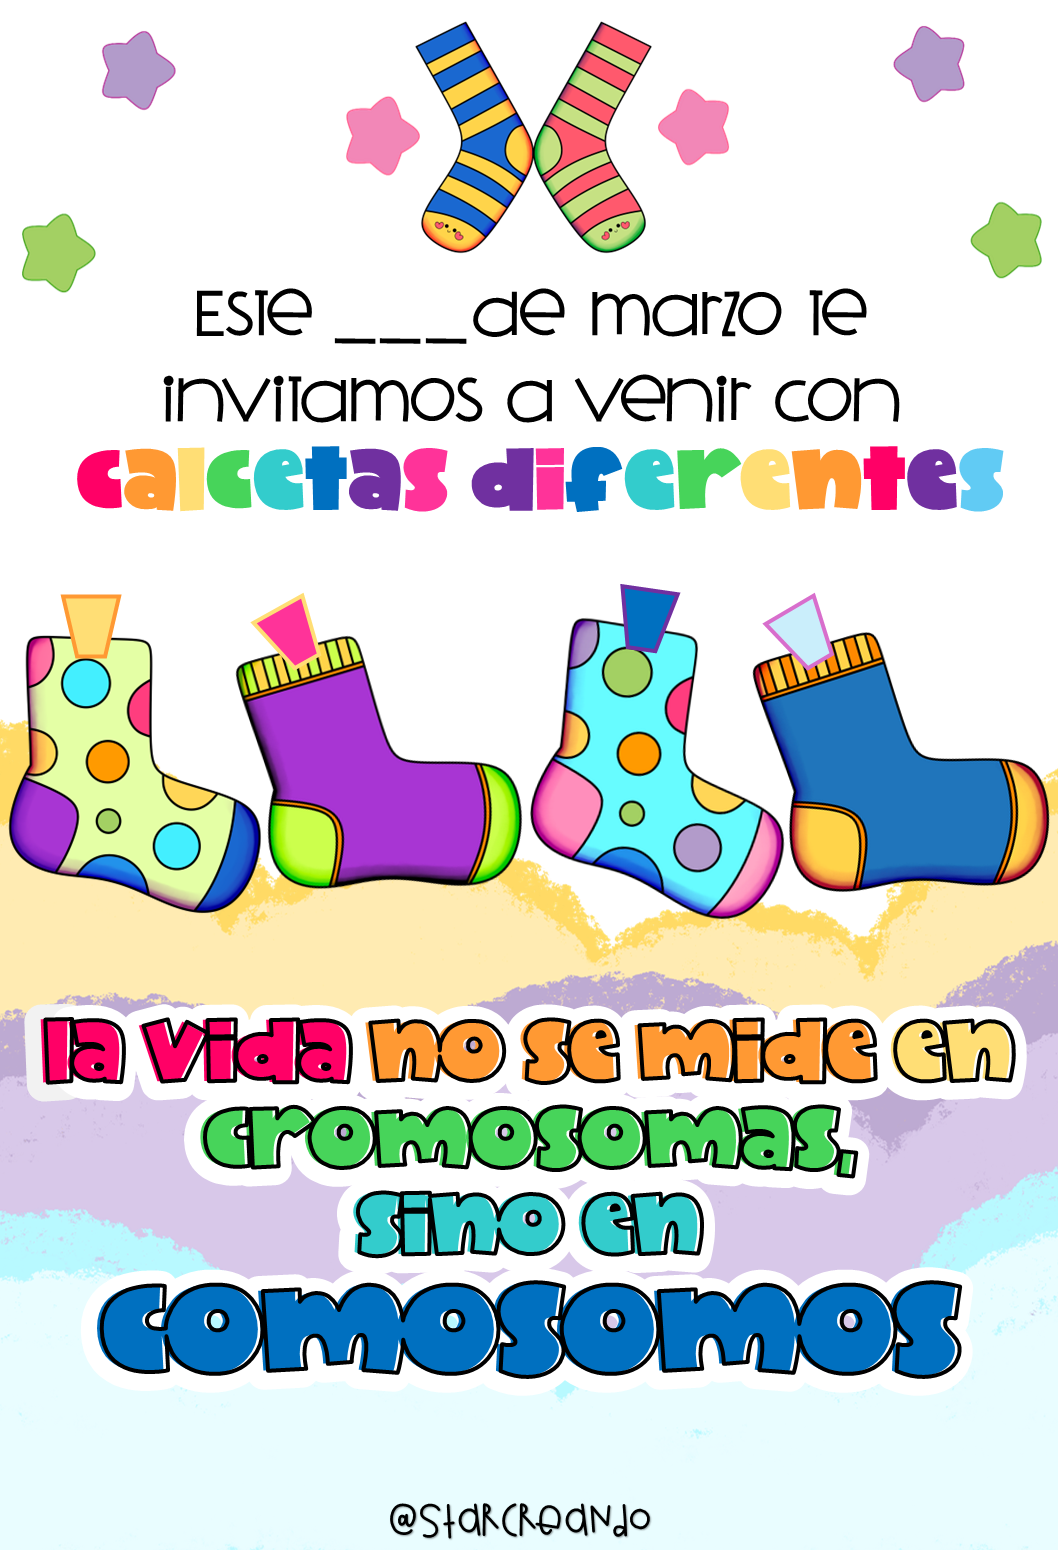 Este ___de marzo te
invitamos a venir con
calcetas diferentes
la vida no se mide en
cromosomas,
sino en
comosomos
@starcreando